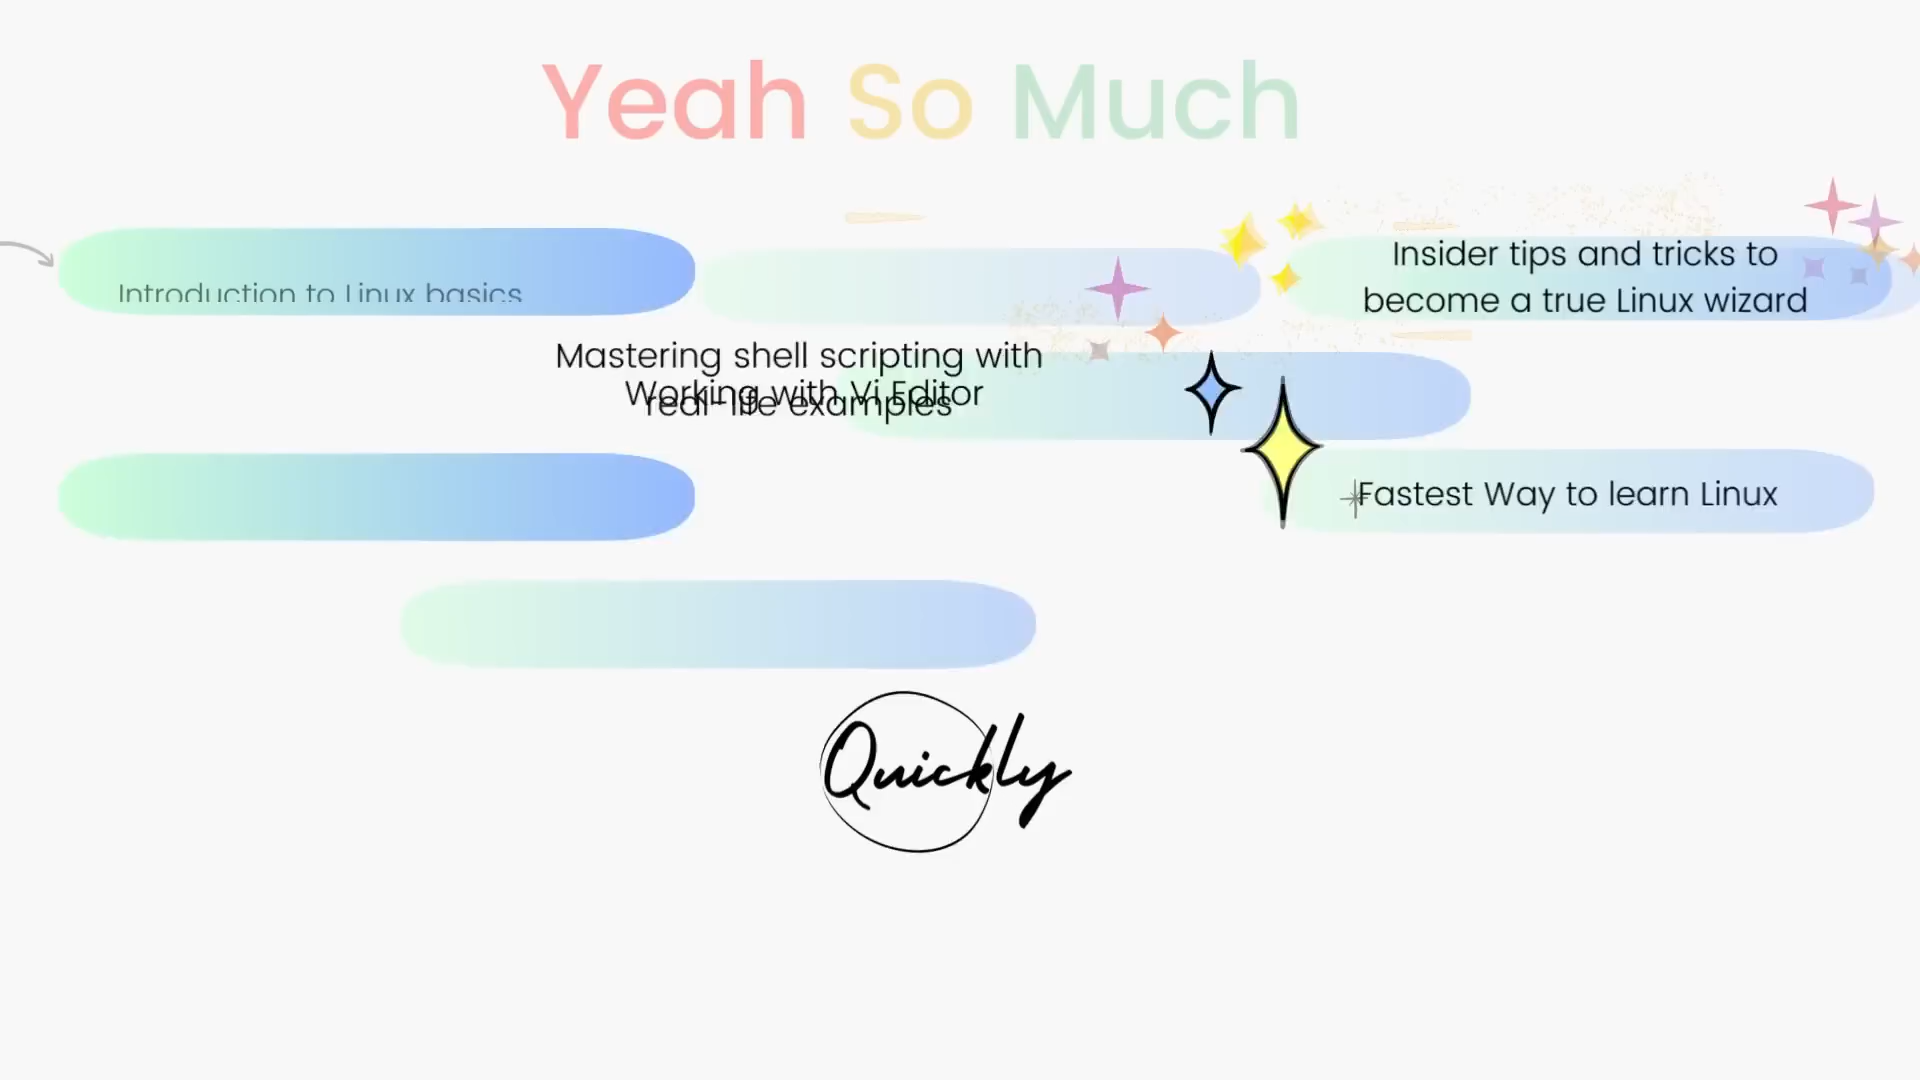 Yeah So Much
Introduction to Linux basics
Insider tips and tricks to
become a true Linux wizard
Mastering shell scripting with
real-life examples
Working with Vi Editor
Fastest Way to learn Linux
Quickly